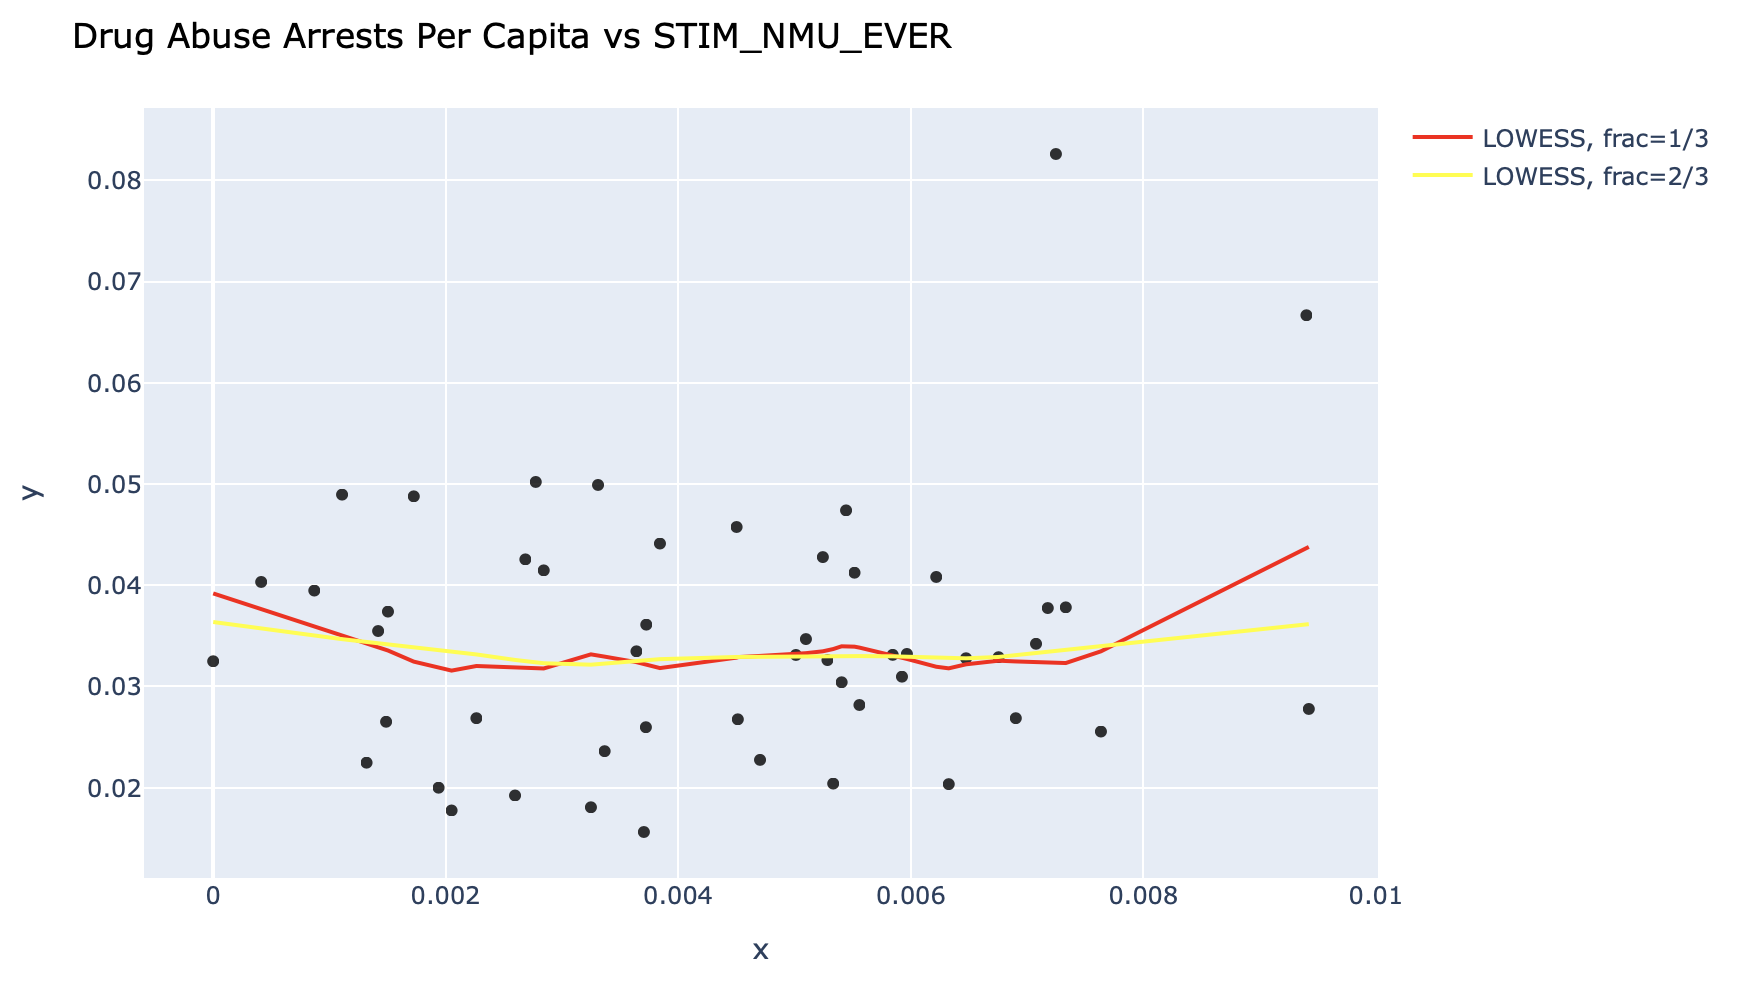 Drug Abuse Arrests Per Capita vs STIM_NMU_EVER
LOWESS, frac=1/3
LOWESS, frac=2/3
0.08
0.07
0.06
0.05
0.04
0.03
0.02
y
0 0.002 0.004 0.006 0.008 0.01
x